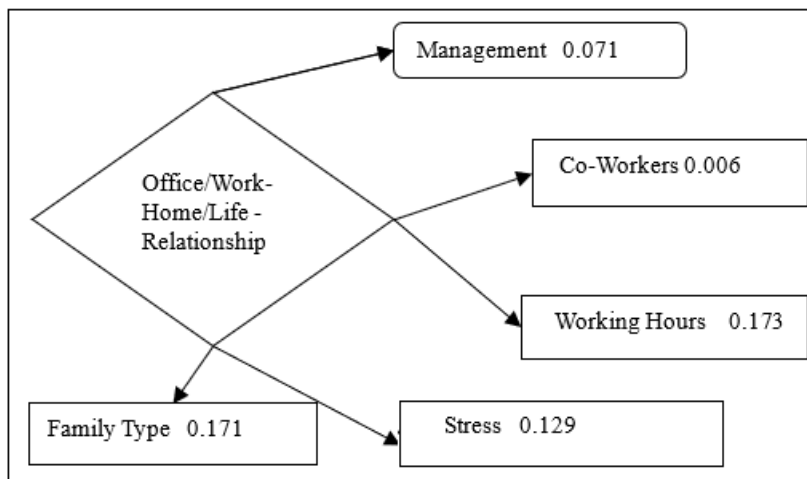 Management 0.071
Co-Workers 0.006
Office/Work-
Home/Life -
Relationship
Working Hours 0.173
Family Type 0.171
Stress 0.129